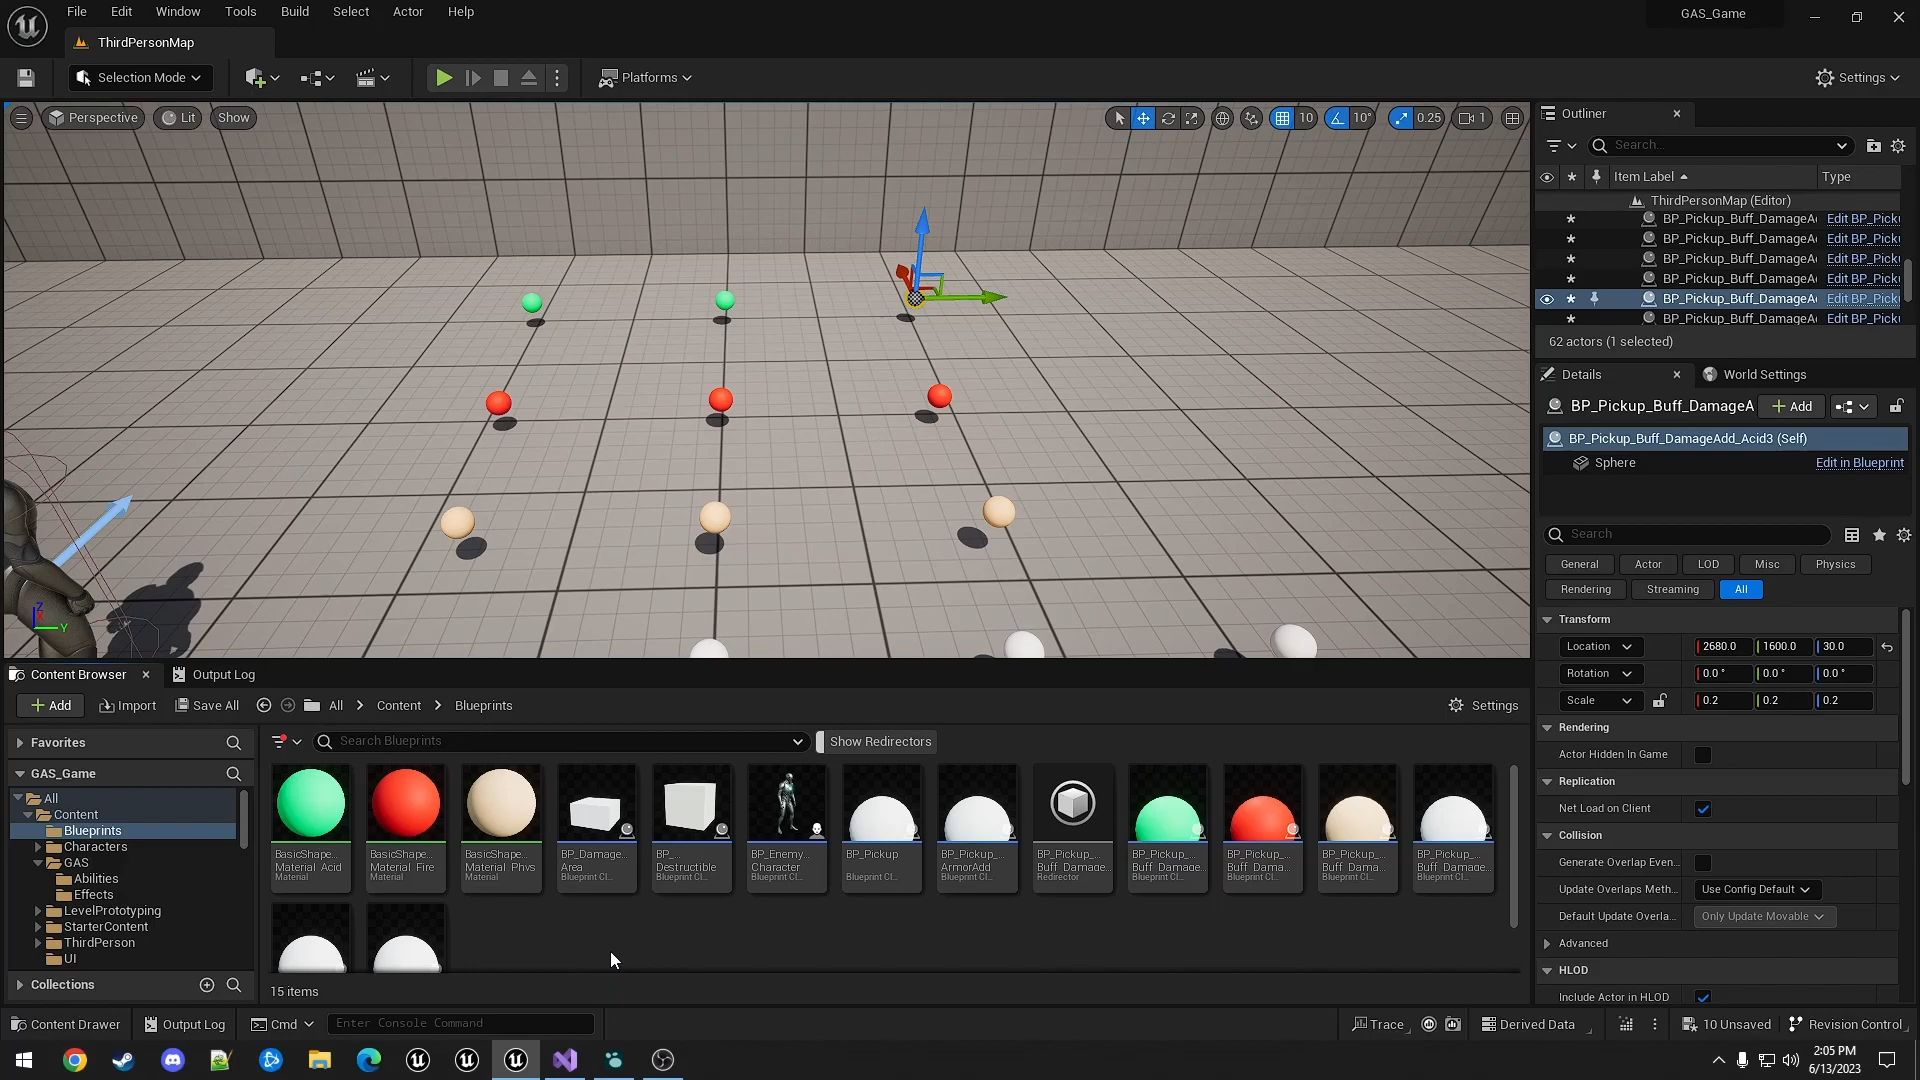 File Edit Window Tools Build Select Actor Help
GAS_Game
ThirdPersonMap
Selection Mode
Platforms
Settings
Perspective Lit Show
10 10° 0.25 1
Outliner
Search...
Item Label Type
ThirdPersonMap (Editor)
BP_Pickup_Buff_DamageA Edit BP_Pick
BP_Pickup_Buff_DamageA Edit BP_Pick
BP_Pickup_Buff_DamageA Edit BP_Pick
BP_Pickup_Buff_DamageA Edit BP_Pick
BP_Pickup_Buff_DamageA Edit BP_Pick
BP_Pickup_Buff_DamageA Edit BP_Pick
62 actors (1 selected)
Details World Settings
BP_Pickup_Buff_DamageA Add
BP_Pickup_Buff_DamageAdd_Acid3 (Self)
Sphere Edit in Blueprint
Search
General Actor LOD Misc Physics
Rendering Streaming All
Transform
Location 2680.0 1600.0 30.0
Rotation 0.0° 0.0° 0.0°
Scale 0.2 0.2 0.2
Rendering
Actor Hidden In Game
Replication
Net Load on Client
Collision
Generate Overlap Even...
Update Overlaps Meth... Use Config Default
Default Update Overla... Only Update Movable
Advanced
HLOD
Include Actor in HLOD
Z
Y
Content Browser Output Log
Add Import Save All All Content Blueprints Settings
Favorites
Search Blueprints Show Redirectors
GAS_Game
All
Content
Blueprints
Characters
GAS
Abilities
Effects
LevelPrototyping
StarterContent
ThirdPerson
UI
Collections
BasicShape...
Material_Acid
Material
BasicShape...
Material_Fire
Material
BasicShape...
Material_Phys
Material
BP_Damage...
Area
Blueprint Cl...
BP_...
Destructible
Blueprint Cl...
BP_Enemy...
Character
Blueprint Cl...
BP_Pickup
Blueprint Cl...
BP_Pickup_...
ArmorAdd
Blueprint Cl...
BP_Pickup_...
Buff_Damage...
Redirector
BP_Pickup_...
Buff_Damage...
Blueprint Cl...
BP_Pickup_...
Buff_Dama...
Blueprint Cl...
BP_Pickup_...
Buff_Dama...
Blueprint Cl...
BP_Pickup_...
Buff_Damage...
Blueprint Cl...
15 items
Content Drawer Output Log Cmd Enter Console Command Trace Derived Data 10 Unsaved Revision Control
2:05 PM
6/13/2023